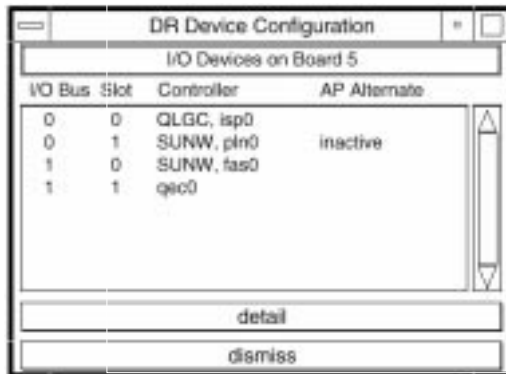 DR Device Configuration
I/O Devices on Board 5
I/O Bus Slot Controller AP Alternate
0 0 QLGC, isp0
0 1 SUNW, pln0 inactive
1 0 SUNW, fas0
1 1 qec0
detail
dismiss